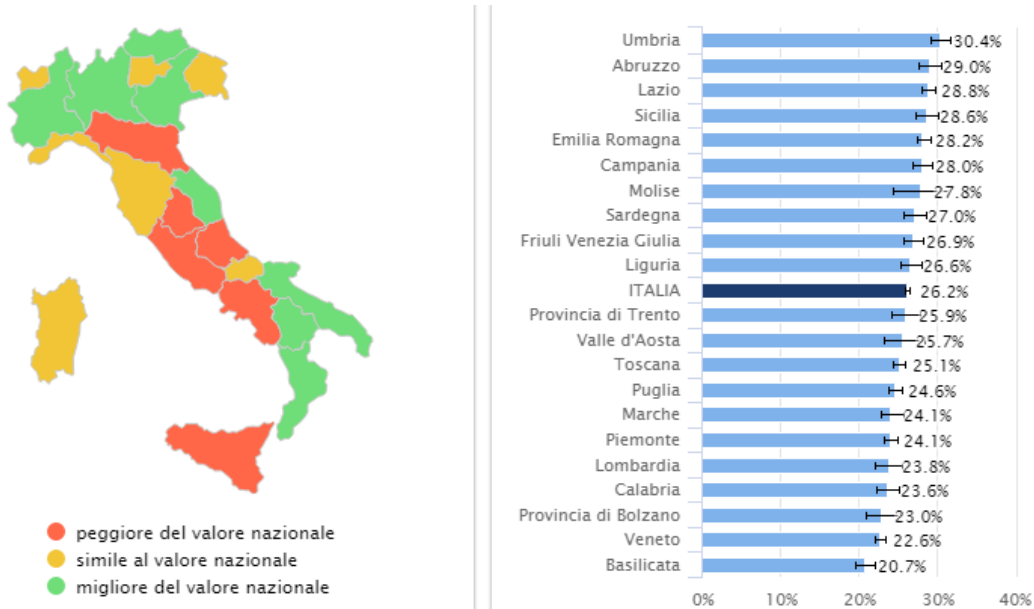 peggiore del valore nazionale
simile al valore nazionale
migliore del valore nazionale
Umbria 30.4%
Abruzzo 29.0%
Lazio 28.8%
Sicilia 28.6%
Emilia Romagna 28.2%
Campania 28.0%
Molise 27.8%
Sardegna 27.0%
Friuli Venezia Giulia 26.9%
Liguria 26.6%
ITALIA 26.2%
Provincia di Trento 25.9%
Valle d'Aosta 25.7%
Toscana 25.1%
Puglia 24.6%
Marche 24.1%
Piemonte 24.1%
Lombardia 23.8%
Calabria 23.6%
Provincia di Bolzano 23.0%
Veneto 22.6%
Basilicata 20.7%
0% 10% 20% 30% 40%